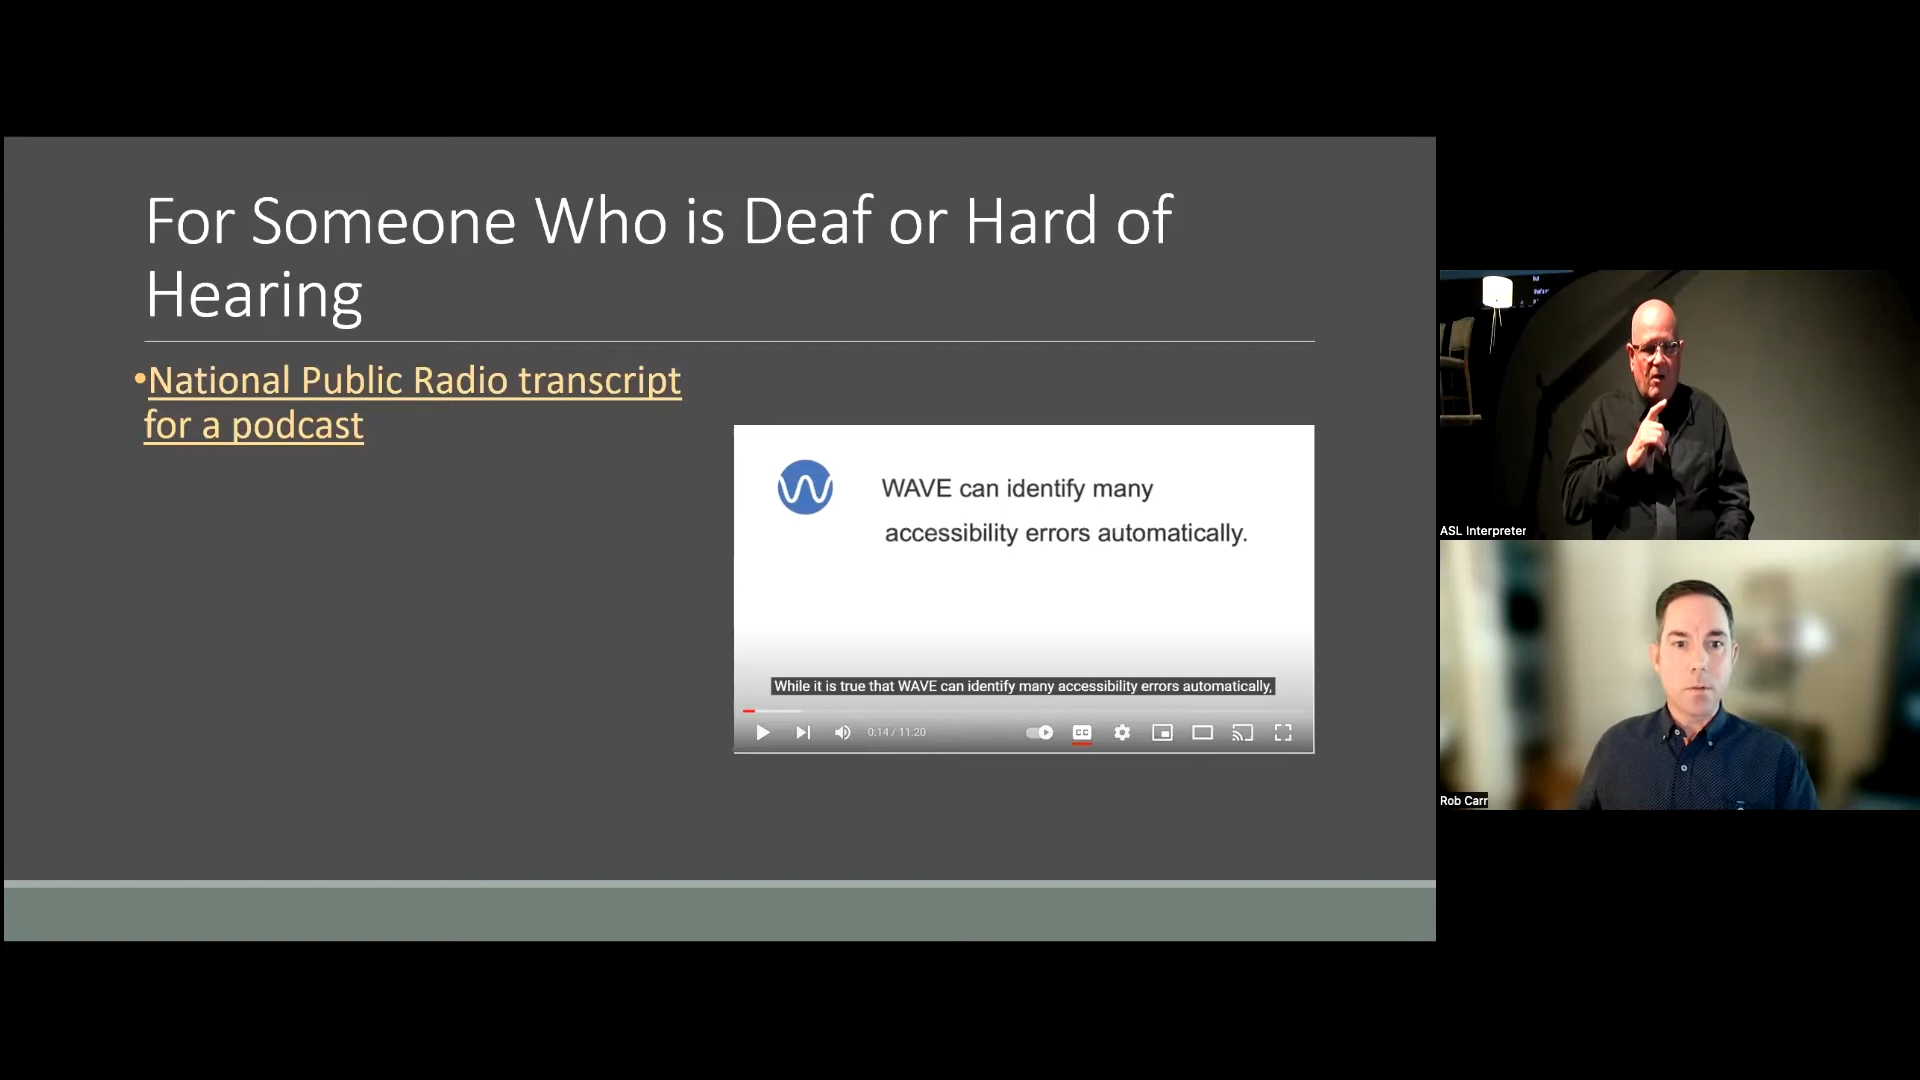 For Someone Who is Deaf or Hard of
Hearing
•National Public Radio transcript
for a podcast
WAVE can identify many
accessibility errors automatically.
While it is true that WAVE can identify many accessibility errors automatically,
0:14 / 11:20
CC
ASL Interpreter
Rob Carr